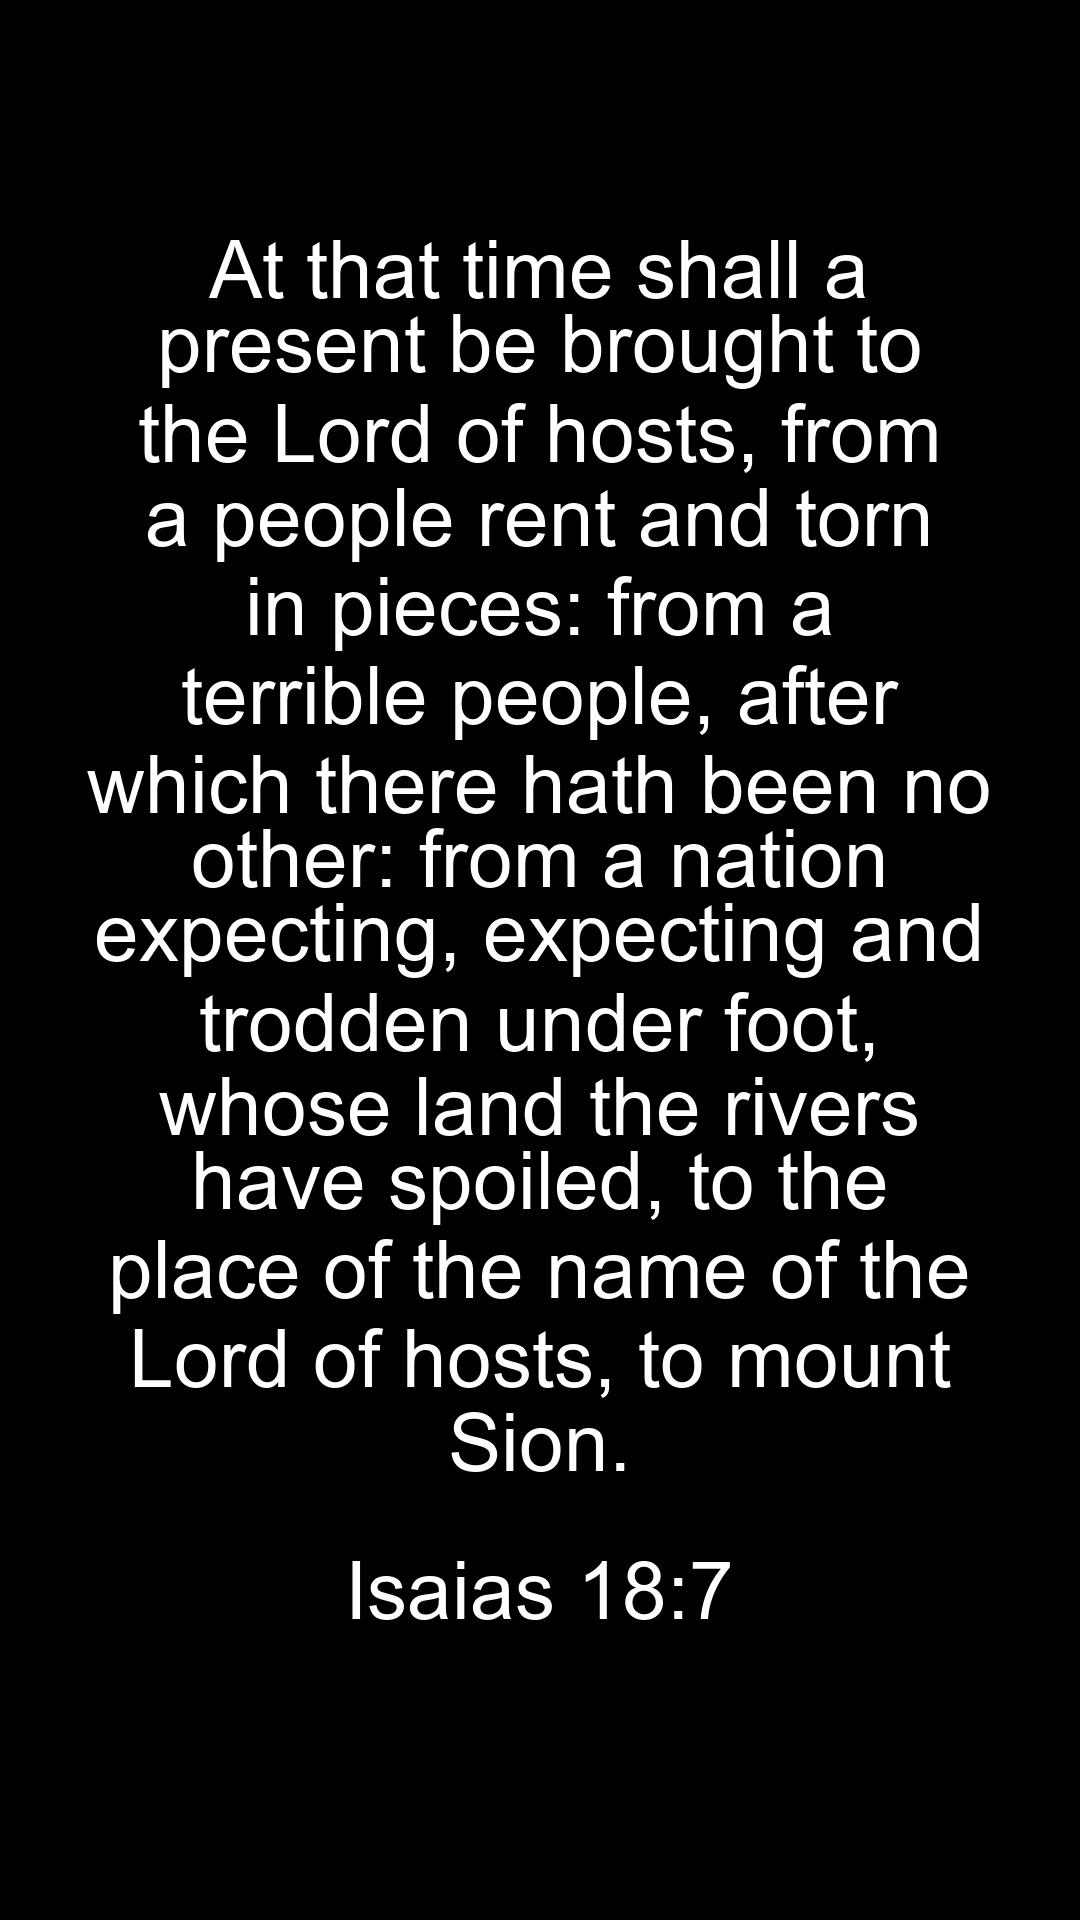 At that time shall a
present be brought to
the Lord of hosts, from
a people rent and torn
in pieces: from a
terrible people, after
which there hath been no
other: from a nation
expecting, expecting and
trodden under foot,
whose land the rivers
have spoiled, to the
place of the name of the
Lord of hosts, to mount
Sion.
Isaias 18:7